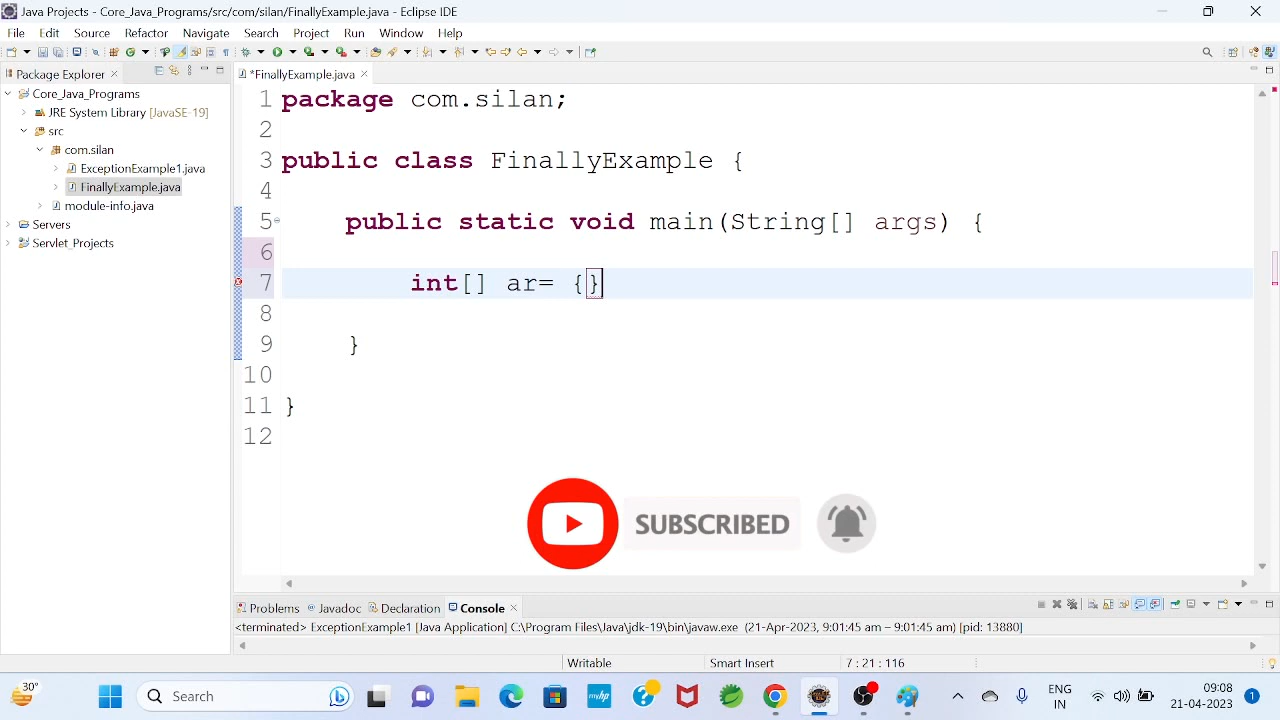 Java Projects - Core_Java_Programs/src/com/silan/FinallyExample.java - Eclipse IDE
File Edit Source Refactor Navigate Search Project Run Window Help
Package Explorer
*FinallyExample.java
Core_Java_Programs
JRE System Library [JavaSE-19]
src
com.silan
ExceptionExample1.java
FinallyExample.java
module-info.java
Servers
Servlet_Projects
1 package com.silan;
2
3 public class FinallyExample {
4
5 public static void main(String[] args) {
6
7 int[] ar= {}
8
9 }
10
11 }
12
SUBSCRIBED
Problems Javadoc Declaration Console
<terminated> ExceptionExample1 [Java Application] C:\Program Files\Java\jdk-19\bin\javaw.exe (21-Apr-2023, 9:01:45 am – 9:01:45 am) [pid: 13880]
Writable Smart Insert 7 : 21 : 116
30°
Search
myhp
ENG
IN
09:08
21-04-2023
1